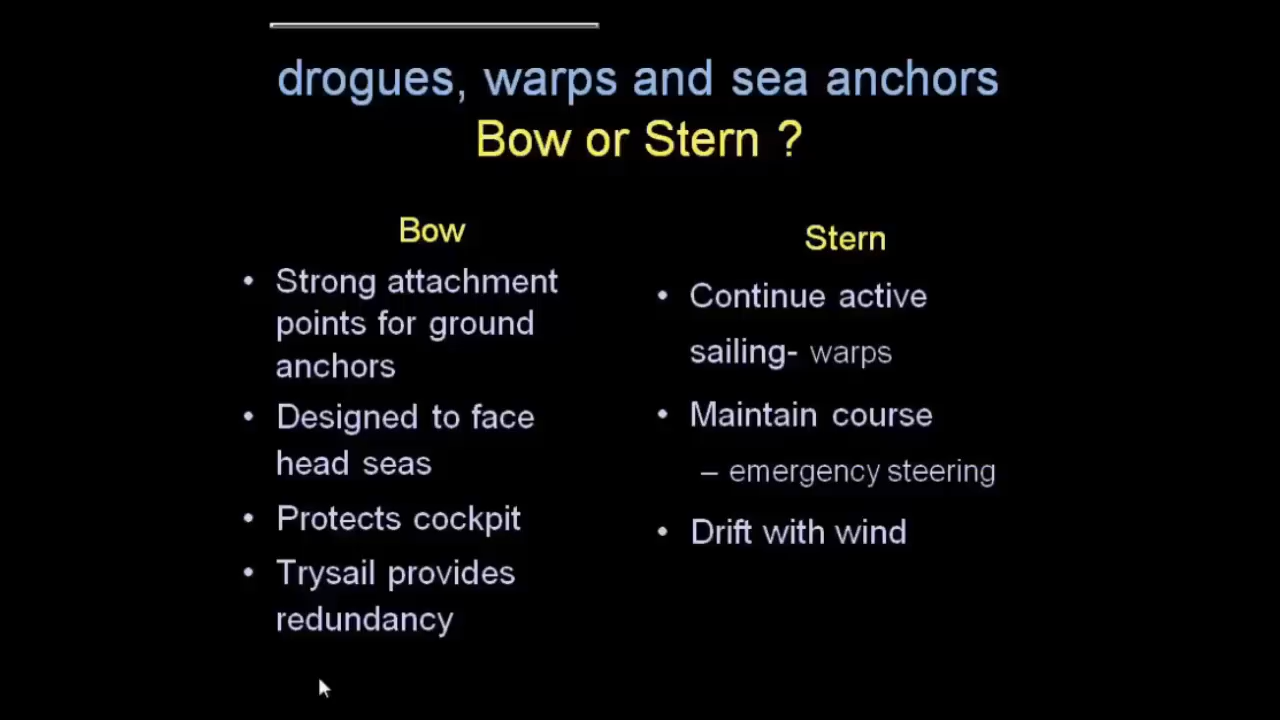 drogues, warps and sea anchors
Bow or Stern ?
Bow
• Strong attachment
points for ground
anchors
• Designed to face
head seas
• Protects cockpit
• Trysail provides
redundancy
Stern
• Continue active
sailing- warps
• Maintain course
– emergency steering
• Drift with wind